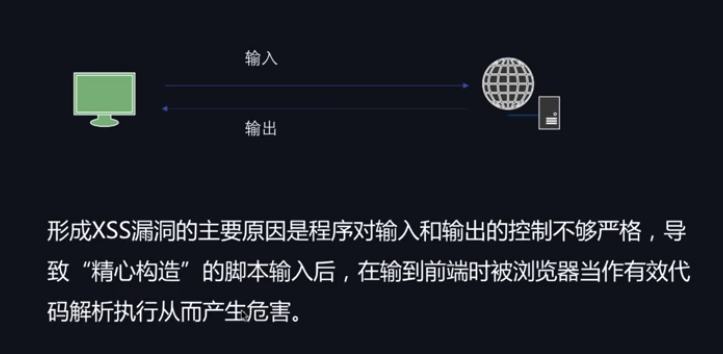 输入
输出
形成XSS漏洞的主要原因是程序对输入和输出的控制不够严格，导
致“精心构造”的脚本输入后，在输到前端时被浏览器当作有效代
码解析执行从而产生危害。